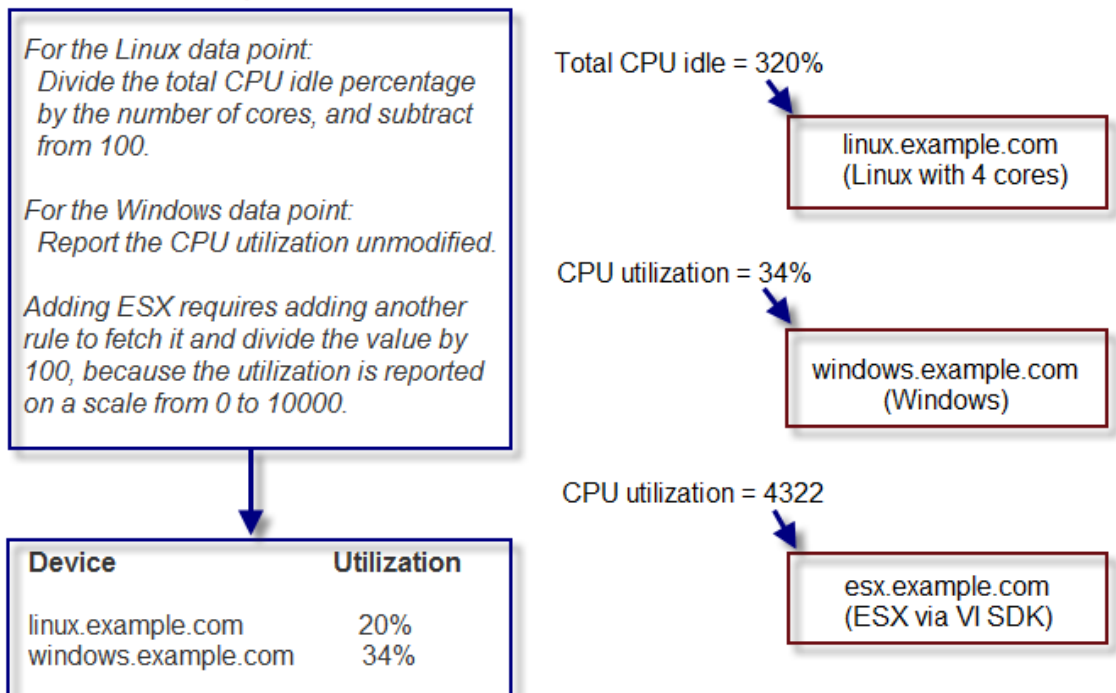 For the Linux data point:
Divide the total CPU idle percentage
by the number of cores, and subtract
from 100.
For the Windows data point:
Report the CPU utilization unmodified.
Adding ESX requires adding another
rule to fetch it and divide the value by
100, because the utilization is reported
on a scale from 0 to 10000.
Device Utilization
linux.example.com 20%
windows.example.com 34%
Total CPU idle = 320%
linux.example.com
(Linux with 4 cores)
CPU utilization = 34%
windows.example.com
(Windows)
CPU utilization = 4322
esx.example.com
(ESX via VI SDK)